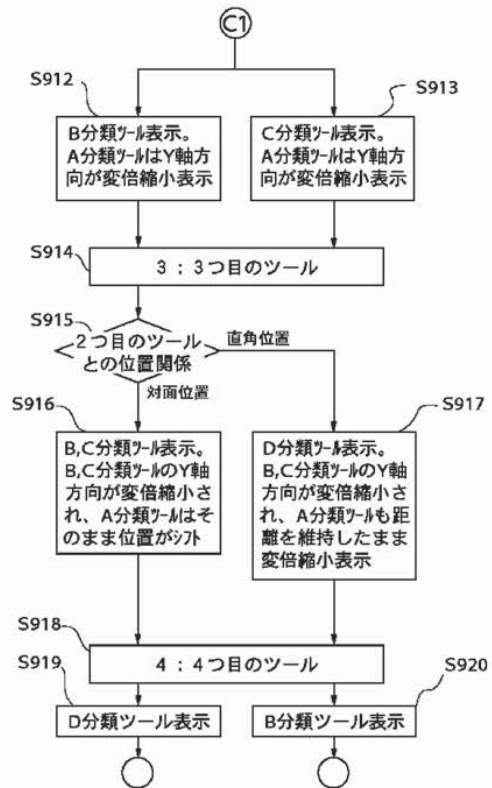 C1
S912
S913
B分類ツール表示。
A分類ツールはY軸方
向が変倍縮小表示
C分類ツール表示。
A分類ツールはY軸方
向が変倍縮小表示
S914
3 : 3つ目のツール
S915
2つ目のツール
との位置関係
直角位置
対面位置
S916
S917
B,C分類ツール表示。
B,C分類ツールのY軸
方向が変倍縮小さ
れ、A分類ツールはそ
のまま位置がシフト
D分類ツール表示。
B,C分類ツールのY軸
方向が変倍縮小さ
れ、A分類ツールも距
離を維持したまま
変倍縮小表示
S918
4 : 4つ目のツール
S919
S920
D分類ツール表示
B分類ツール表示